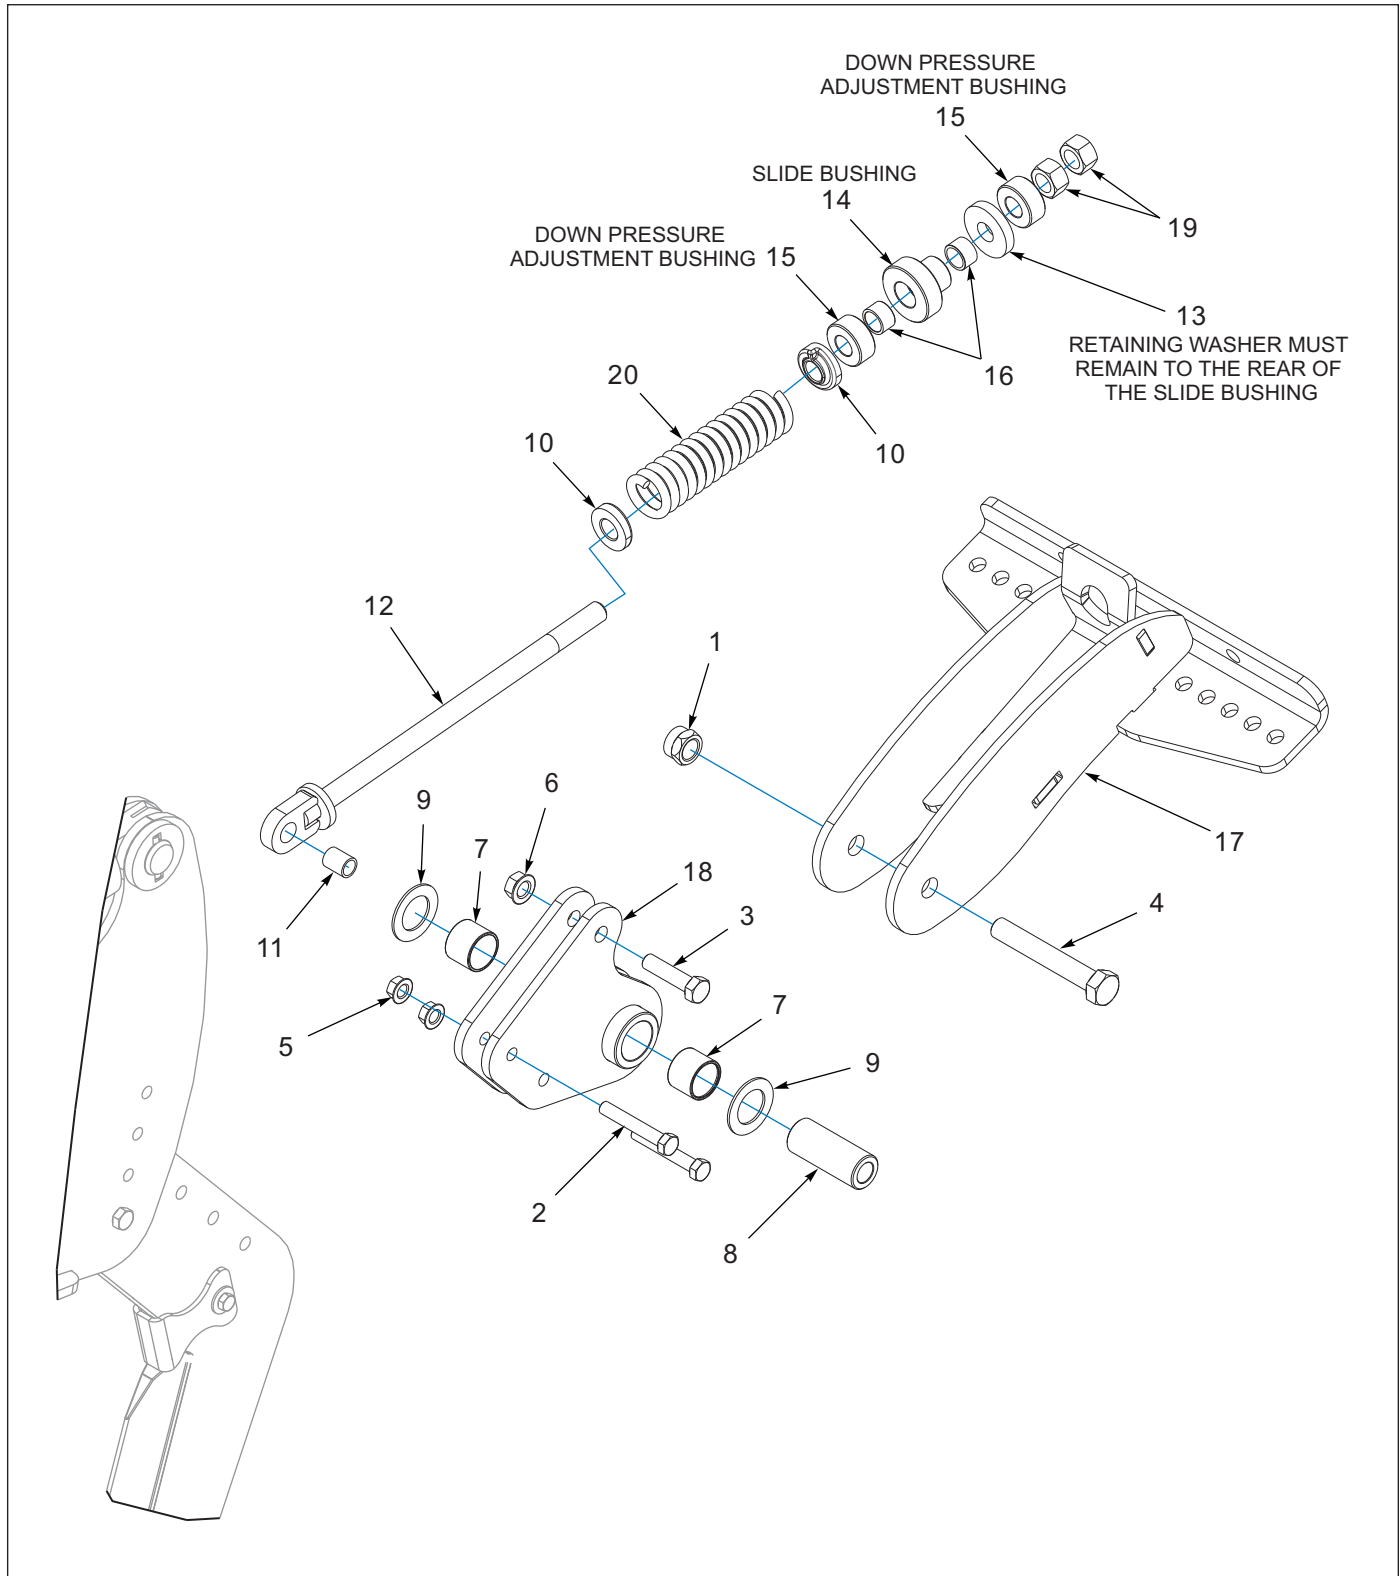 DOWN PRESSURE
ADJUSTMENT BUSHING
15
SLIDE BUSHING
14
19
DOWN PRESSURE
ADJUSTMENT BUSHING 15
13
RETAINING WASHER MUST
REMAIN TO THE REAR OF
THE SLIDE BUSHING
16
20
10
10
12
1
6
9
7
17
18
4
3
11
7
5
9
2
8